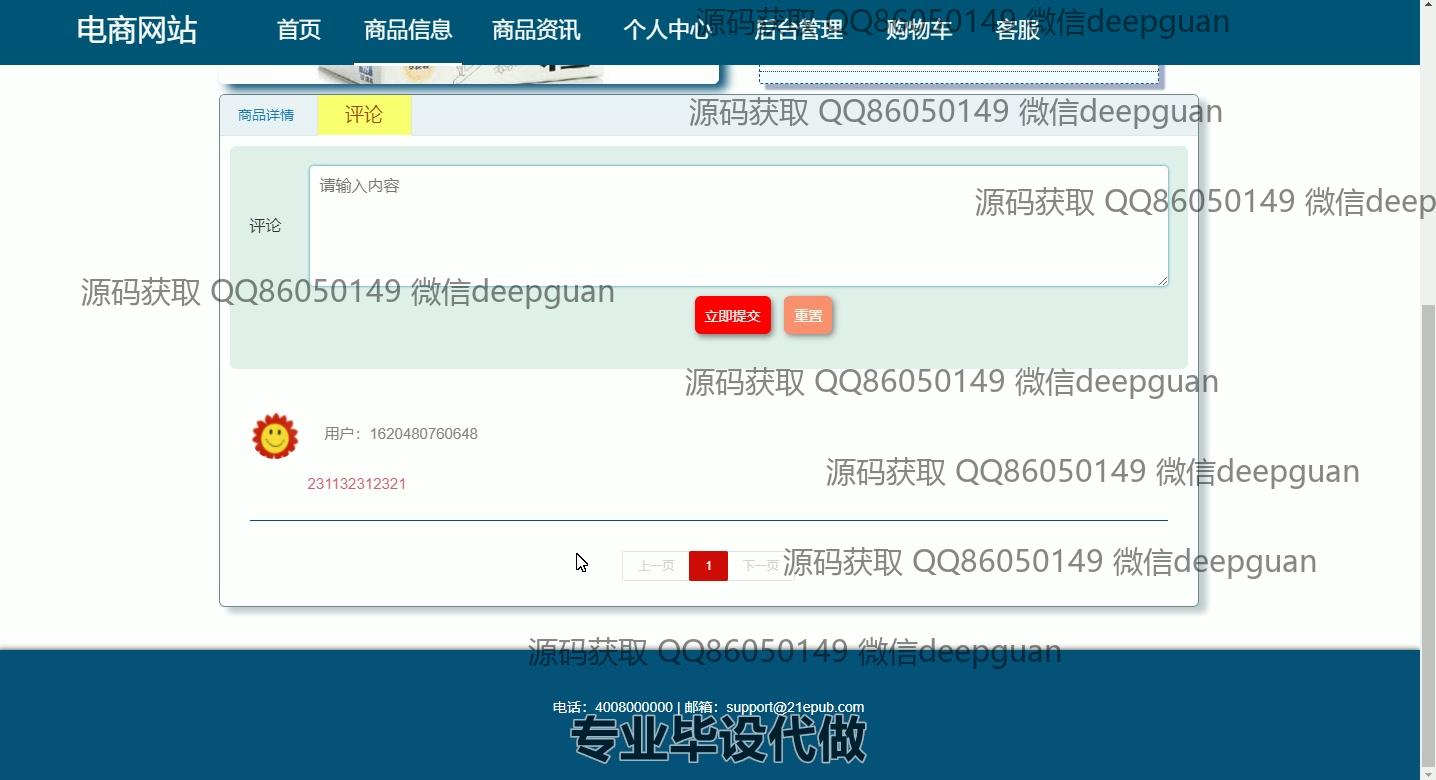 电商网站 首页 商品信息 商品资讯 个人中心 后台管理 购物车 客服
源码获取 QQ86050149 微信deepguan
商品详情 评论
源码获取 QQ86050149 微信deepguan
请输入内容
源码获取 QQ86050149 微信deep
评论
源码获取 QQ86050149 微信deepguan
立即提交 重置
源码获取 QQ86050149 微信deepguan
用户：1620480760648
源码获取 QQ86050149 微信deepguan
231132312321
上一页 1 下一页
源码获取 QQ86050149 微信deepguan
源码获取 QQ86050149 微信deepguan
电话：4008000000 | 邮箱：support@21epub.com
专业毕设代做